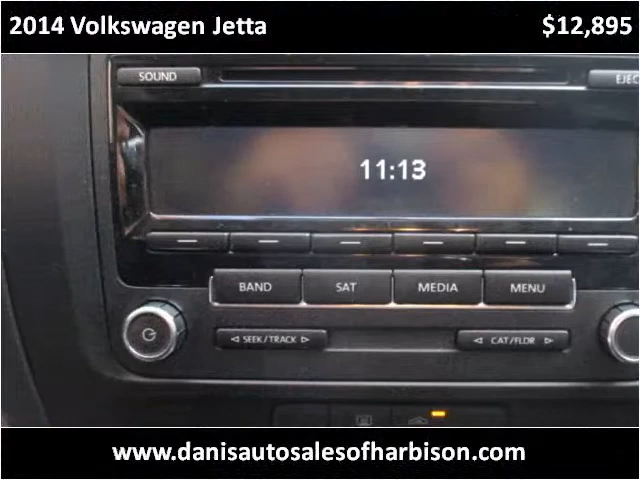 2014 Volkswagen Jetta $12,895
SOUND EJEC
11:13
BAND SAT MEDIA MENU
SEEK/TRACK CAT/FLDR
www.danisautosalesofharbison.com